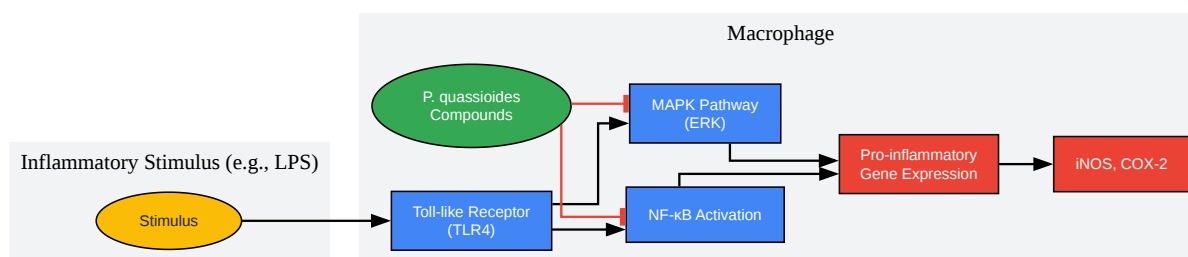 Macrophage
P. quassioides
Compounds
MAPK Pathway
(ERK)
Inflammatory Stimulus (e.g., LPS)
Pro-inflammatory
Gene Expression
iNOS, COX-2
Stimulus
Toll-like Receptor
(TLR4)
NF-κB Activation